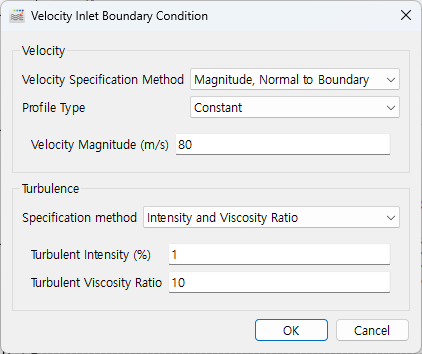 Velocity Inlet Boundary Condition
Velocity
Velocity Specification Method Magnitude, Normal to Boundary
Profile Type Constant
Velocity Magnitude (m/s) 80
Turbulence
Specification method Intensity and Viscosity Ratio
Turbulent Intensity (%) 1
Turbulent Viscosity Ratio 10
OK Cancel